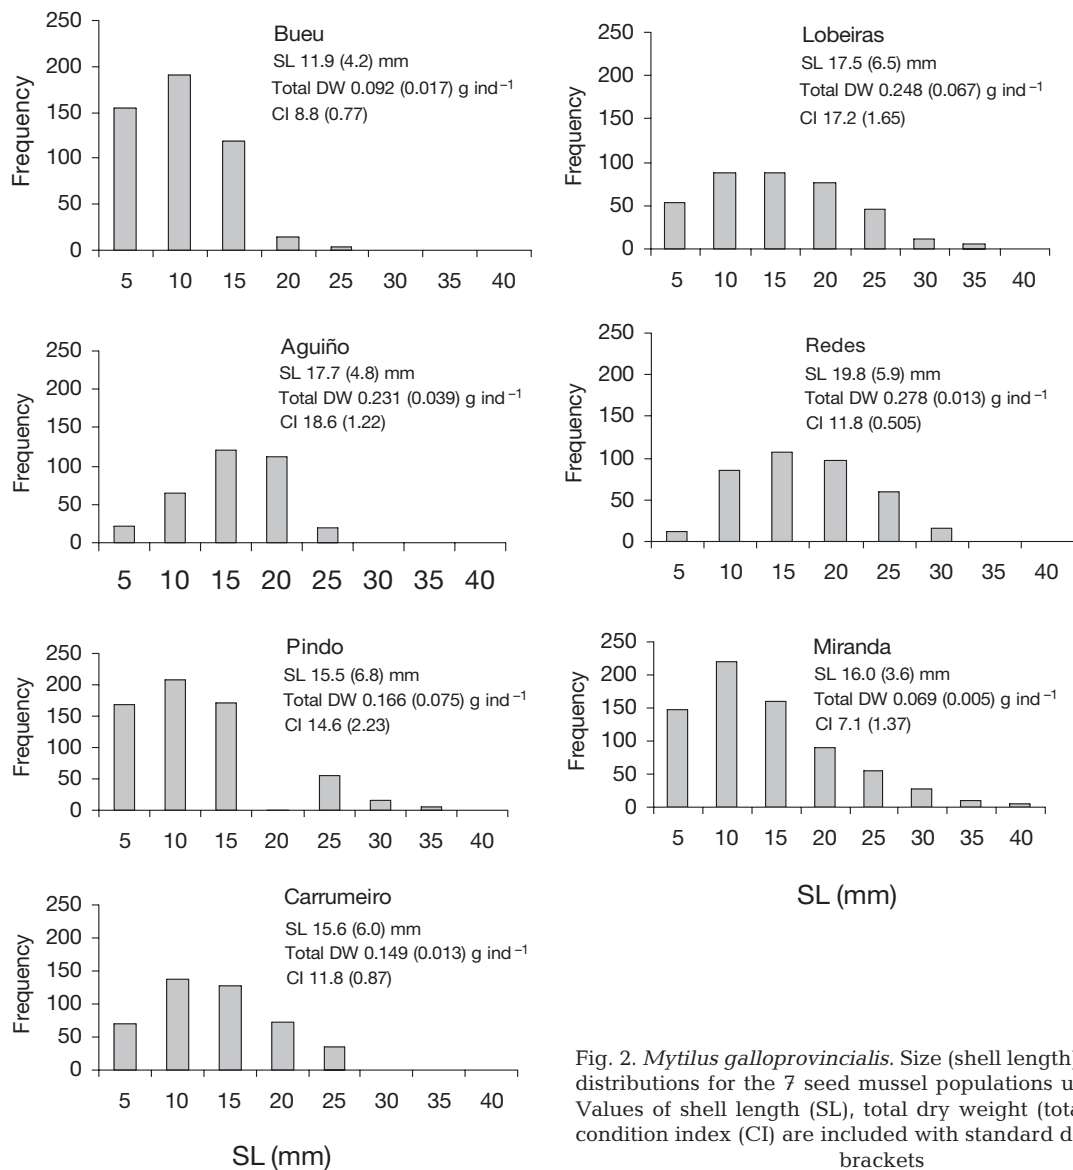 Bueu
SL 11.9 (4.2) mm
Total DW 0.092 (0.017) g ind⁻¹
CI 8.8 (0.77)
Frequency
250
200
150
100
50
0
5 10 15 20 25 30 35 40
Aguiño
SL 17.7 (4.8) mm
Total DW 0.231 (0.039) g ind⁻¹
CI 18.6 (1.22)
Frequency
250
200
150
100
50
0
5 10 15 20 25 30 35 40
Pindo
SL 15.5 (6.8) mm
Total DW 0.166 (0.075) g ind⁻¹
CI 14.6 (2.23)
Frequency
250
200
150
100
50
0
5 10 15 20 25 30 35 40
Carrumeiro
SL 15.6 (6.0) mm
Total DW 0.149 (0.013) g ind⁻¹
CI 11.8 (0.87)
Frequency
250
200
150
100
50
0
5 10 15 20 25 30 35 40
SL (mm)
Lobeiras
SL 17.5 (6.5) mm
Total DW 0.248 (0.067) g ind⁻¹
CI 17.2 (1.65)
Frequency
250
200
150
100
50
0
5 10 15 20 25 30 35 40
Redes
SL 19.8 (5.9) mm
Total DW 0.278 (0.013) g ind⁻¹
CI 11.8 (0.505)
Frequency
250
200
150
100
50
0
5 10 15 20 25 30 35 40
Miranda
SL 16.0 (3.6) mm
Total DW 0.069 (0.005) g ind⁻¹
CI 7.1 (1.37)
Frequency
250
200
150
100
50
0
5 10 15 20 25 30 35 40
SL (mm)
Fig. 2. Mytilus galloprovincialis. Size (shell length)
distributions for the 7 seed mussel populations u
Values of shell length (SL), total dry weight (tota
condition index (CI) are included with standard d
brackets